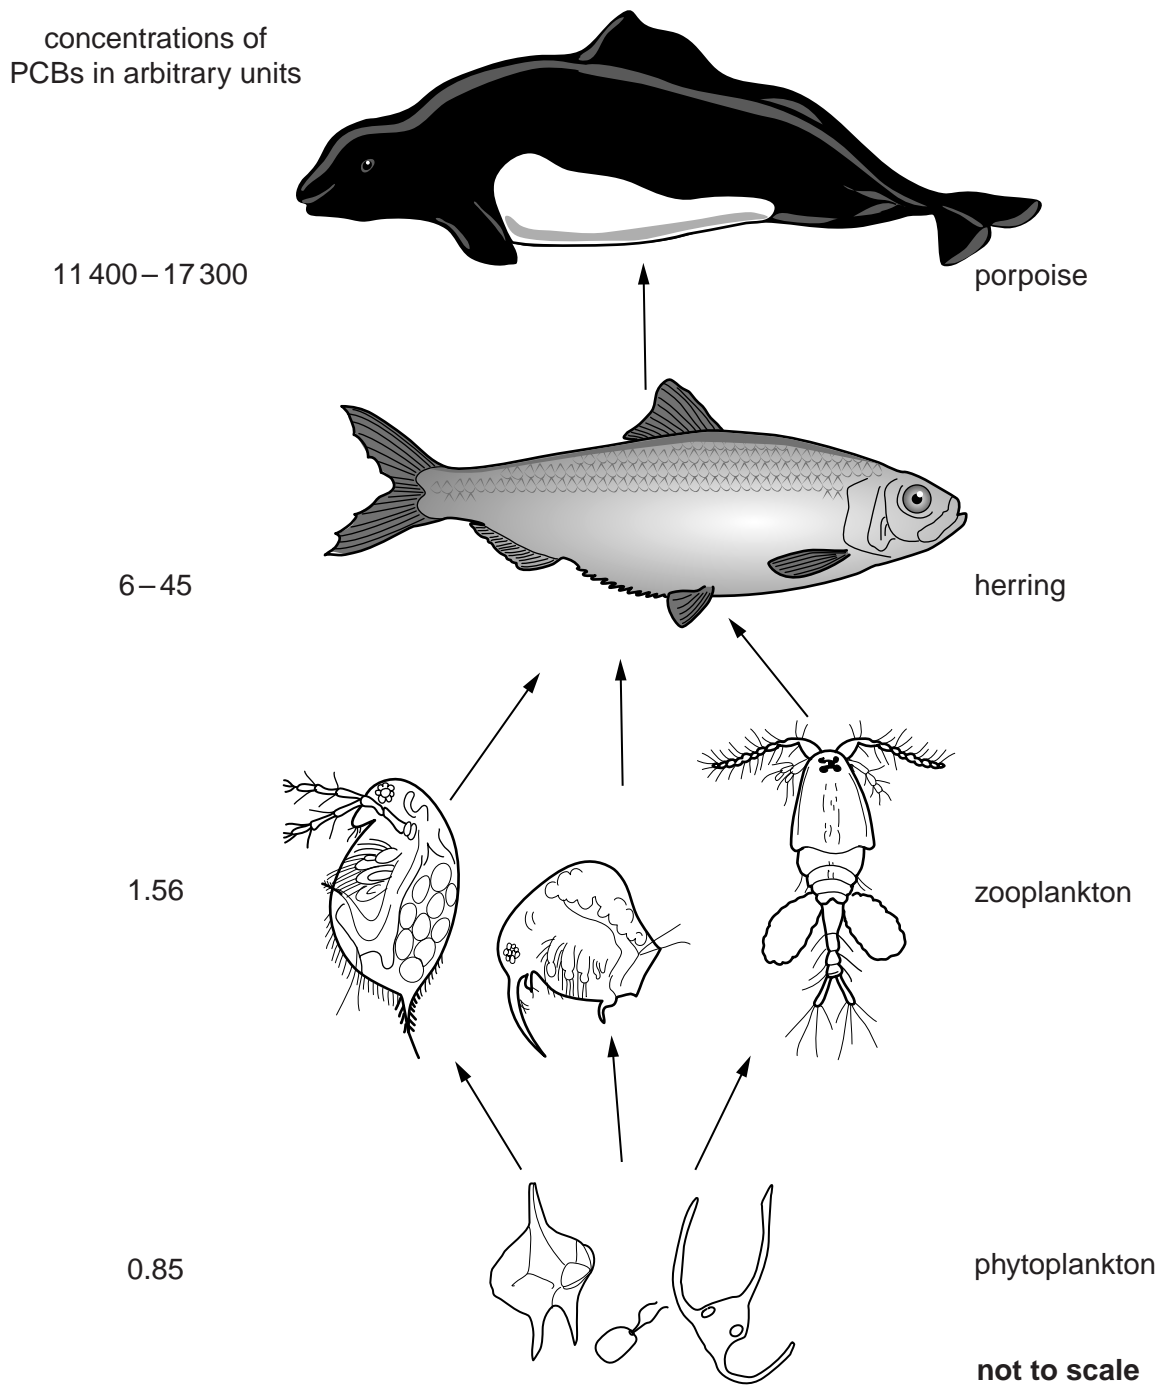 concentrations of
PCBs in arbitrary units
11 400 – 17 300
porpoise
6 – 45
herring
1.56
zooplankton
0.85
phytoplankton
not to scale